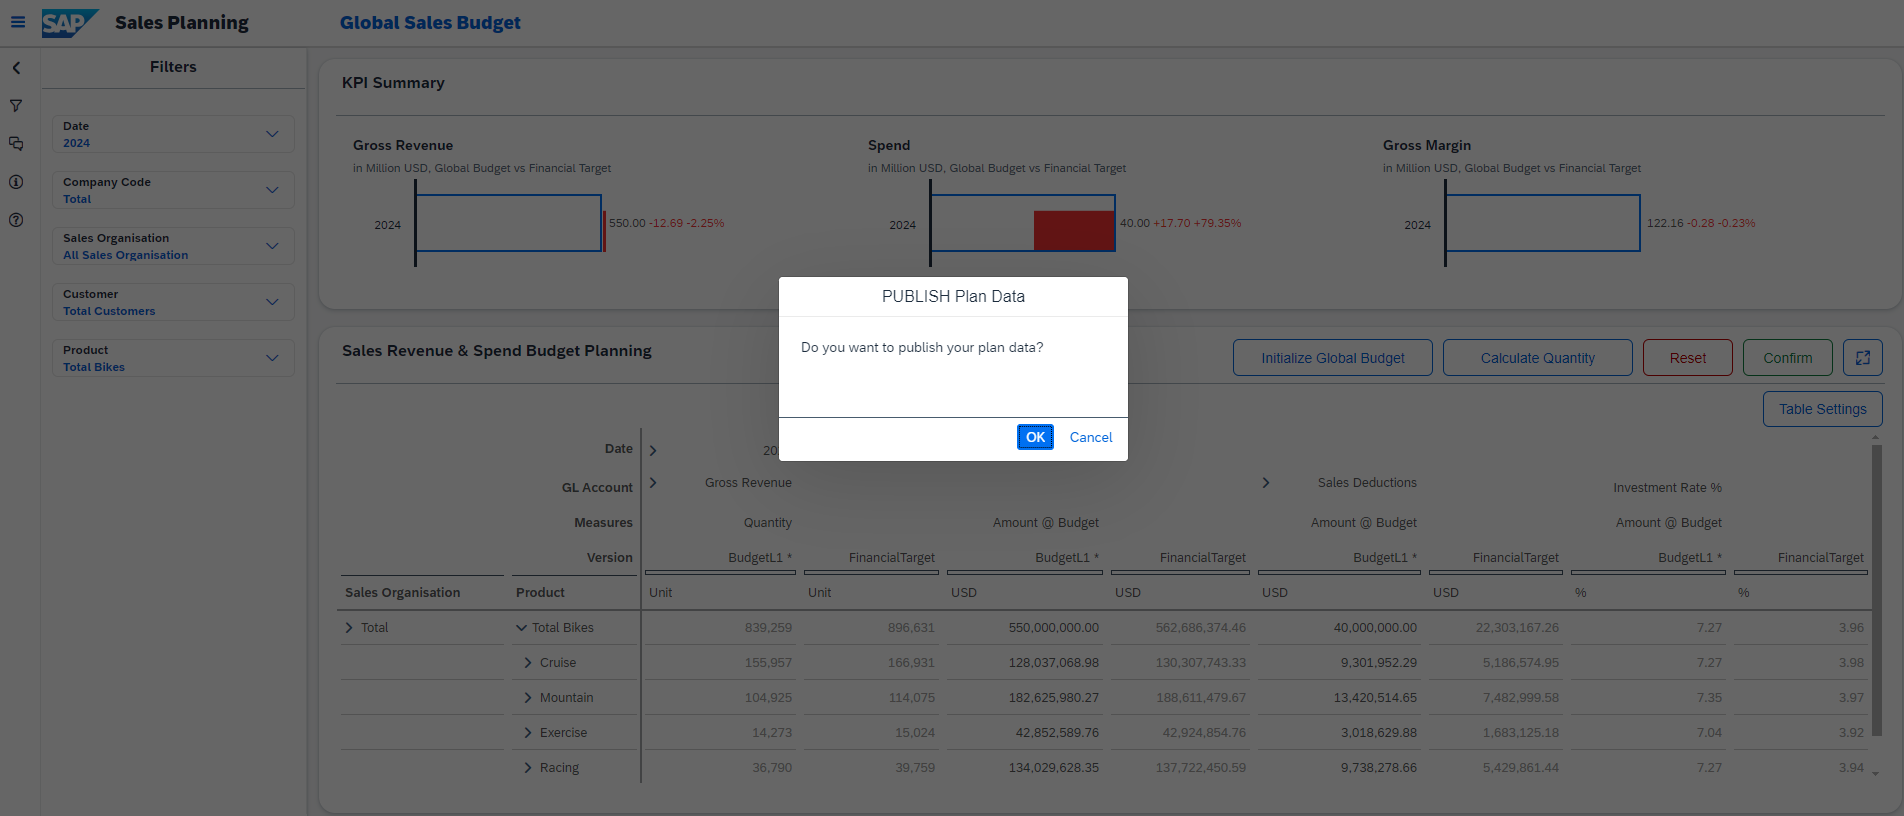 SAP Sales Planning Global Sales Budget
Filters
Date
2024
Company Code
Total
Sales Organisation
All Sales Organisation
Customer
Total Customers
Product
Total Bikes
KPI Summary
Gross Revenue
in Million USD, Global Budget vs Financial Target
2024 550.00 -12.69 -2.25%
Spend
in Million USD, Global Budget vs Financial Target
2024 40.00 +17.70 +79.35%
Gross Margin
in Million USD, Global Budget vs Financial Target
2024 122.16 -0.28 -0.23%
PUBLISH Plan Data
Do you want to publish your plan data?
OK Cancel
Sales Revenue & Spend Budget Planning
Initialize Global Budget Calculate Quantity Reset Confirm
Table Settings
Date 20
GL Account Gross Revenue Sales Deductions Investment Rate %
Measures Quantity Amount @ Budget Amount @ Budget Amount @ Budget
Version BudgetL1 * FinancialTarget BudgetL1 * FinancialTarget BudgetL1 * FinancialTarget BudgetL1 * FinancialTarget
Sales Organisation Product Unit Unit USD USD USD USD % %
Total Total Bikes 839,259 896,631 550,000,000.00 562,686,374.46 40,000,000.00 22,303,167.26 7.27 3.96
Cruise 155,957 166,931 128,037,068.98 130,307,743.33 9,301,952.29 5,186,574.95 7.27 3.98
Mountain 104,925 114,075 182,625,980.27 188,611,479.67 13,420,514.65 7,482,999.58 7.35 3.97
Exercise 14,273 15,024 42,852,589.76 42,924,854.76 3,018,629.88 1,683,125.18 7.04 3.92
Racing 36,790 39,759 134,029,628.35 137,722,450.59 9,738,278.66 5,429,861.44 7.27 3.94